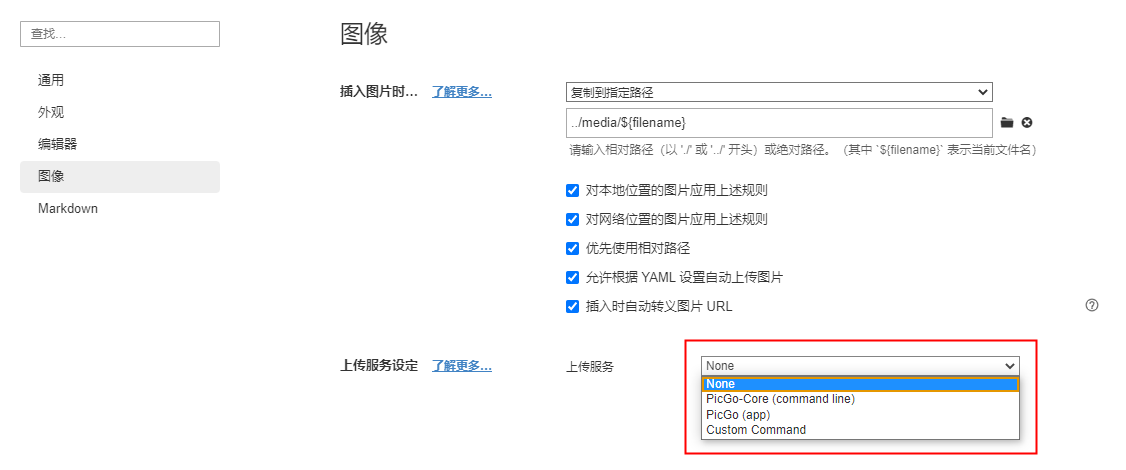 查找...
图像
通用
外观
编辑器
图像
Markdown
插入图片时... 了解更多...
复制到指定路径
../media/${filename}
请输入相对路径（以 './' 或 '../' 开头）或绝对路径。（其中 `${filename}` 表示当前文件名）
对本地位置的图片应用上述规则
对网络位置的图片应用上述规则
优先使用相对路径
允许根据 YAML 设置自动上传图片
插入时自动转义图片 URL
上传服务设定 了解更多... 上传服务 None
None
PicGo-Core (command line)
PicGo (app)
Custom Command